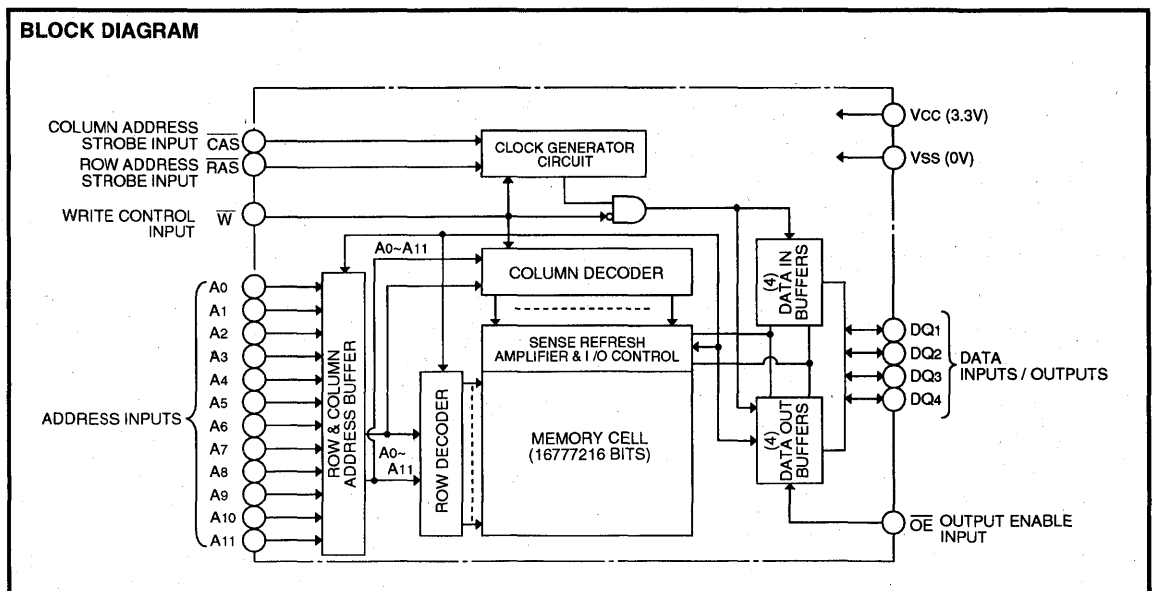 BLOCK DIAGRAM
COLUMN ADDRESS
STROBE INPUT CAS
ROW ADDRESS RAS
STROBE INPUT
WRITE CONTROL W
INPUT
ADDRESS INPUTS
A0
A1
A2
A3
A4
A5
A6
A7
A8
A9
A10
A11
ROW & COLUMN
ADDRESS BUFFER
CLOCK GENERATOR
CIRCUIT
A0~A11
COLUMN DECODER
SENSE REFRESH
AMPLIFIER & I /O CONTROL
A0~
A11
ROW DECODER
MEMORY CELL
(16777216 BITS)
(4)
DATA IN
BUFFERS
(4)
DATA OUT
BUFFERS
VCC (3.3V)
VSS (0V)
DQ1
DQ2
DQ3
DQ4
DATA
INPUTS / OUTPUTS
OE OUTPUT ENABLE
INPUT